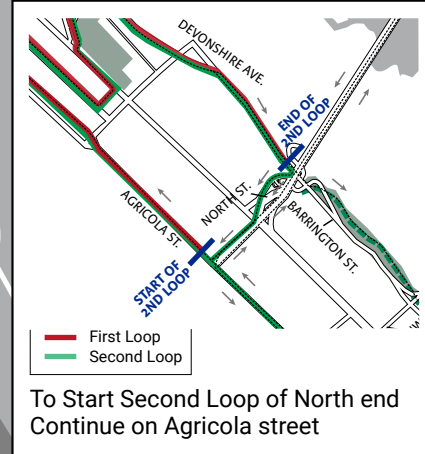 DEVONSHIRE AVE.
END OF
2ND LOOP
NORTH ST.
AGRICOLA ST.
BARRINGTON ST.
START OF
2ND LOOP
First Loop
Second Loop
To Start Second Loop of North end
Continue on Agricola street